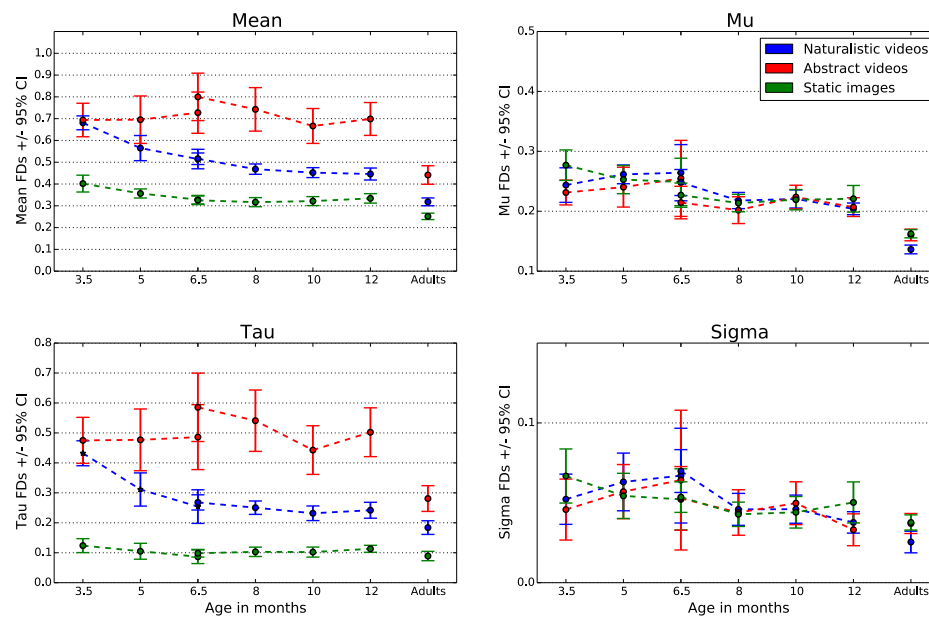 Mean
Mean FDs +/- 95% CI
1.0
0.9
0.8
0.7
0.6
0.5
0.4
0.3
0.2
0.1
0.0
3.5 5 6.5 8 10 12 Adults
Mu
Mu FDs +/- 95% CI
0.5
0.4
0.3
0.2
0.1
Naturalistic videos
Abstract videos
Static images
3.5 5 6.5 8 10 12 Adults
Tau
Tau FDs +/- 95% CI
0.8
0.7
0.6
0.5
0.4
0.3
0.2
0.1
0.0
3.5 5 6.5 8 10 12 Adults
Age in months
Sigma
Sigma FDs +/- 95% CI
0.1
0.0
3.5 5 6.5 8 10 12 Adults
Age in months